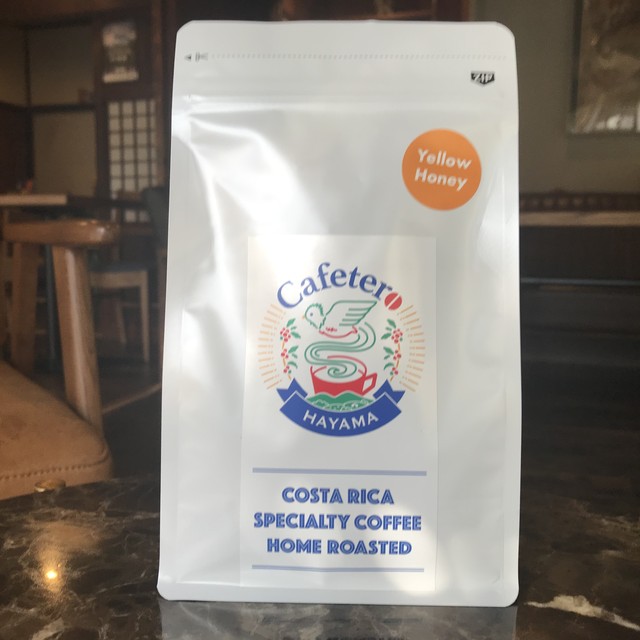 ZIP
Yellow
Honey
Cafetero
HAYAMA
COSTA RICA
SPECIALTY COFFEE
HOME ROASTED